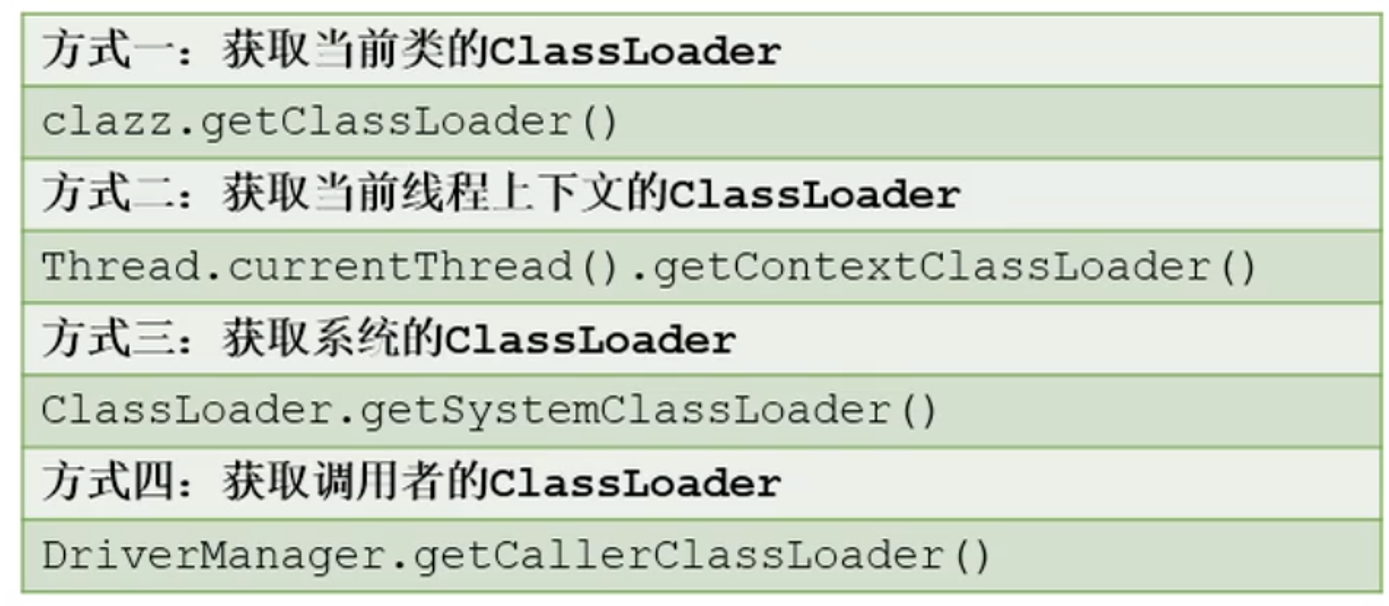 方式一：获取当前类的ClassLoader
clazz.getClassLoader()
方式二：获取当前线程上下文的ClassLoader
Thread.currentThread().getContextClassLoader()
方式三：获取系统的ClassLoader
ClassLoader.getSystemClassLoader()
方式四：获取调用者的ClassLoader
DriverManager.getCallerClassLoader()